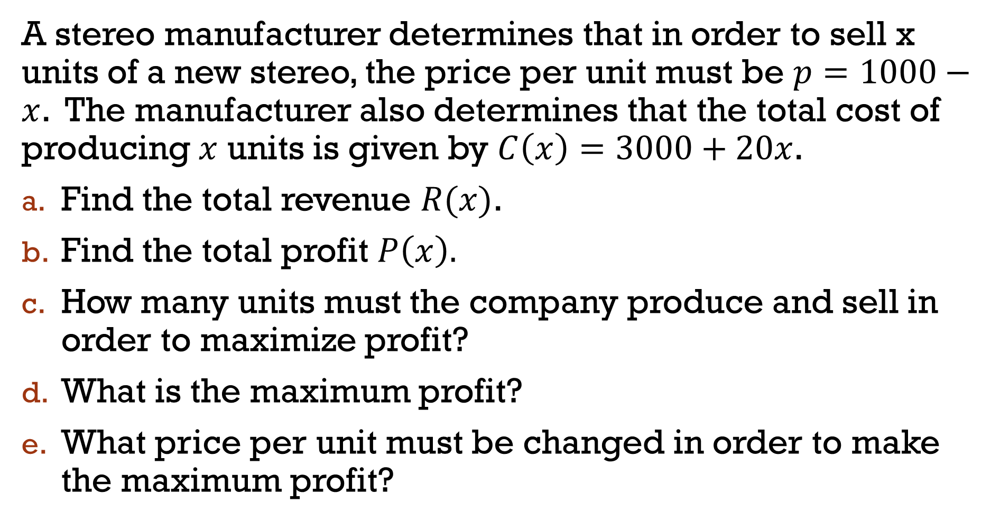 A stereo manufacturer determines that in order to sell x
units of a new stereo, the price per unit must be p = 1000 −
x. The manufacturer also determines that the total cost of
producing x units is given by C(x) = 3000 + 20x.
a. Find the total revenue R(x).
b. Find the total profit P(x).
c. How many units must the company produce and sell in
order to maximize profit?
d. What is the maximum profit?
e. What price per unit must be changed in order to make
the maximum profit?